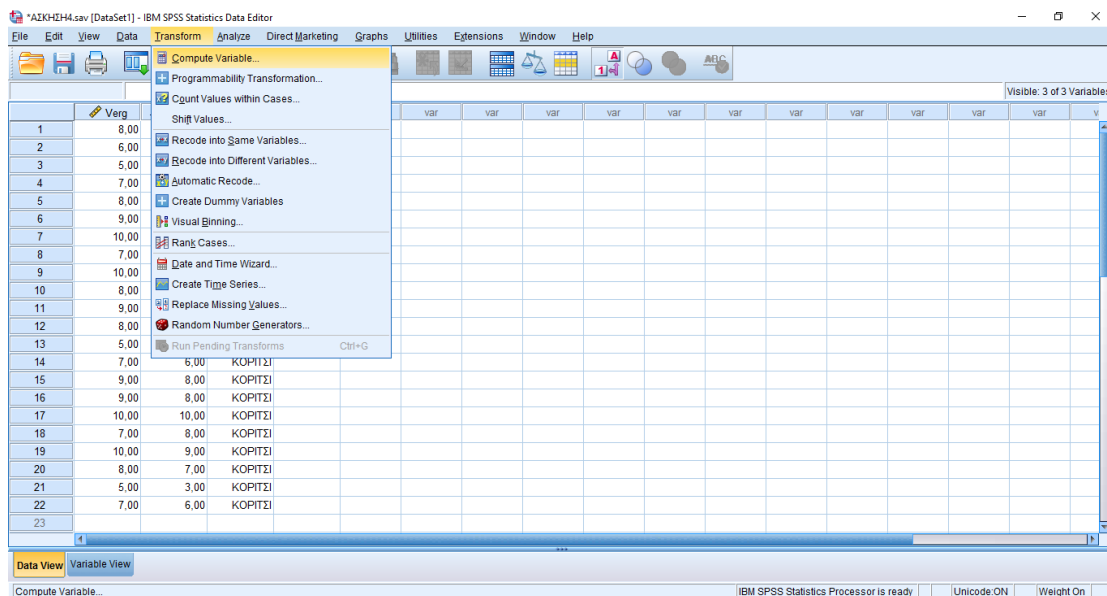 *ΑΣΚΗΣΗ4.sav [DataSet1] - IBM SPSS Statistics Data Editor
File Edit View Data Transform Analyze Direct Marketing Graphs Utilities Extensions Window Help
Visible: 3 of 3 Variables
Compute Variable...
Programmability Transformation...
Count Values within Cases...
Shift Values...
Recode into Same Variables...
Recode into Different Variables...
Automatic Recode...
Create Dummy Variables
Visual Binning...
Rank Cases...
Date and Time Wizard...
Create Time Series...
Replace Missing Values...
Random Number Generators...
Run Pending Transforms Ctrl+G
Verg var var var var var var var var var var var
1 8,00
2 6,00
3 5,00
4 7,00
5 8,00
6 9,00
7 10,00
8 7,00
9 10,00
10 8,00
11 9,00
12 8,00
13 5,00
14 7,00 6,00 ΚΟΡΙΤΣΙ
15 9,00 8,00 ΚΟΡΙΤΣΙ
16 9,00 8,00 ΚΟΡΙΤΣΙ
17 10,00 10,00 ΚΟΡΙΤΣΙ
18 7,00 8,00 ΚΟΡΙΤΣΙ
19 10,00 9,00 ΚΟΡΙΤΣΙ
20 8,00 7,00 ΚΟΡΙΤΣΙ
21 5,00 3,00 ΚΟΡΙΤΣΙ
22 7,00 6,00 ΚΟΡΙΤΣΙ
23
Data View Variable View
Compute Variable... IBM SPSS Statistics Processor is ready Unicode:ON Weight On